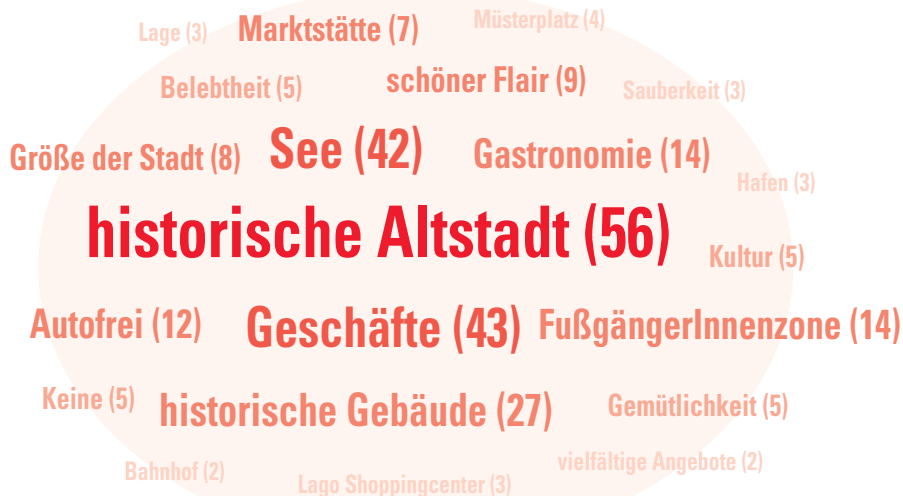 Lage (3) Marktstätte (7) Müsterplatz (4)
Belebtheit (5) schöner Flair (9) Sauberkeit (3)
Größe der Stadt (8) See (42) Gastronomie (14)
Hafen (3)
historische Altstadt (56)
Kultur (5)
Autofrei (12) Geschäfte (43) FußgängerInnenzone (14)
Keine (5) historische Gebäude (27) Gemütlichkeit (5)
Bahnhof (2) Lago Shoppingcenter (3) vielfältige Angebote (2)